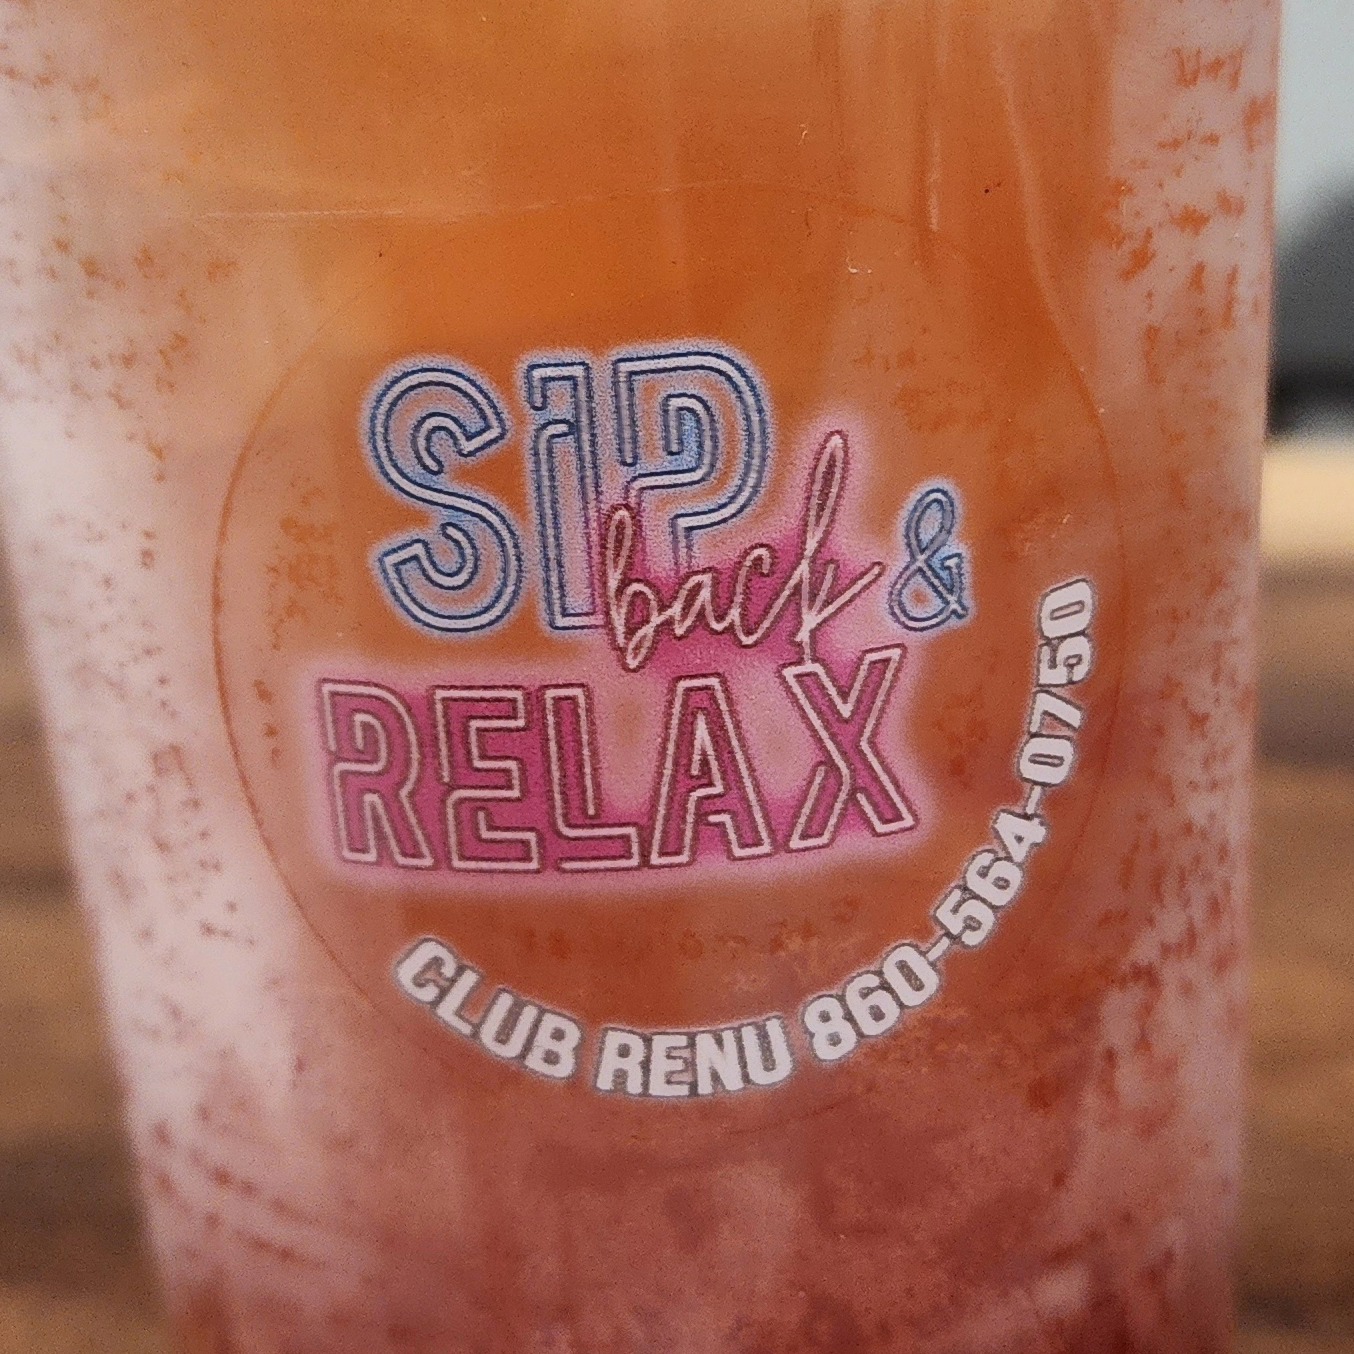 SIP
back &
RELAX
CLUB RENU 860-564-0750